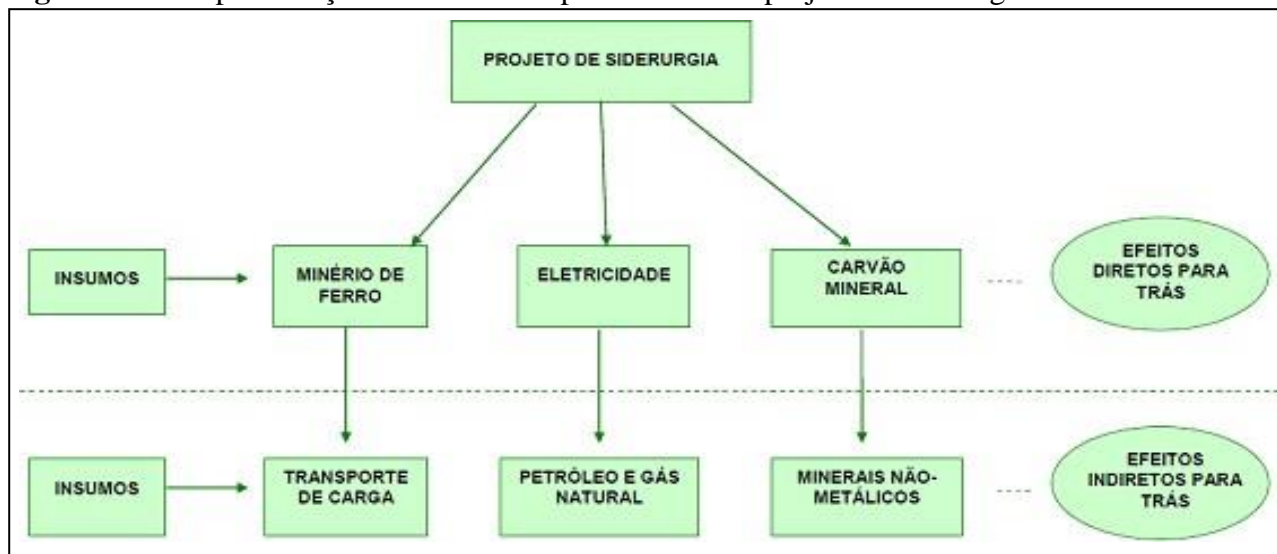 PROJETO DE SIDERURGIA
INSUMOS
MINÉRIO DE
FERRO
ELETRICIDADE
CARVÃO
MINERAL
EFEITOS
DIRETOS PARA
TRÁS
INSUMOS
TRANSPORTE
DE CARGA
PETRÓLEO E GÁS
NATURAL
MINERAIS NÃO-
METÁLICOS
EFEITOS
INDIRETOS PARA
TRÁS